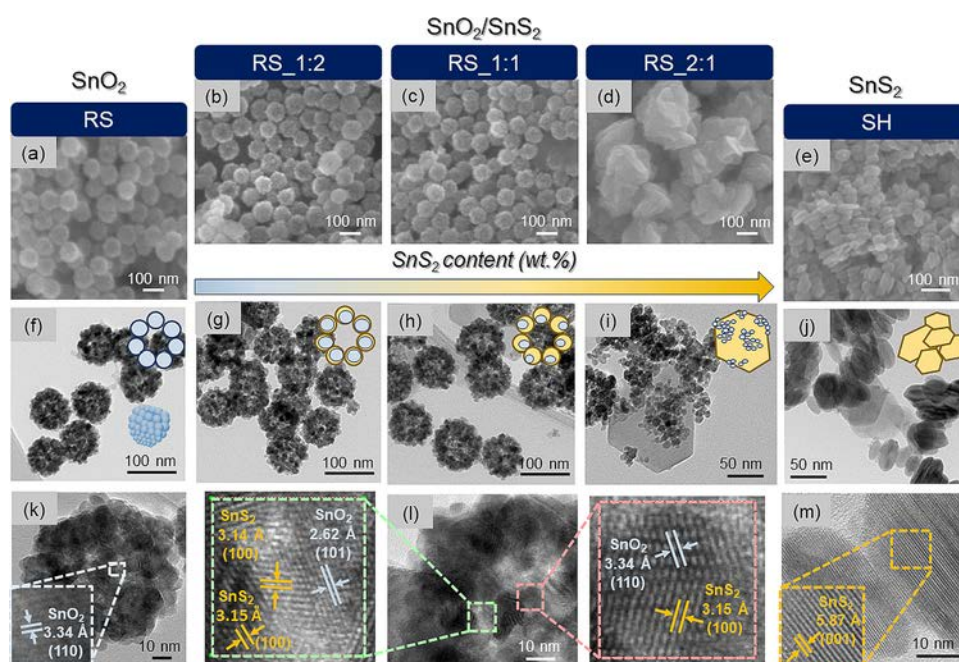 SnO₂/SnS₂
SnO₂
RS_1:2
RS_1:1
RS_2:1
SnS₂
RS
SH
(a)
100 nm
(b)
100 nm
(c)
100 nm
(d)
100 nm
(e)
100 nm
SnS₂ content (wt.%)
(f)
100 nm
(g)
100 nm
(h)
100 nm
(i)
50 nm
(j)
50 nm
(k)
SnO₂
3.34 Å
(110)
10 nm
SnS₂
3.14 Å
(100)
SnO₂
2.62 Å
(101)
SnS₂
3.15 Å
(100)
(l)
10 nm
SnO₂
3.34 Å
(110)
SnS₂
3.15 Å
(100)
(m)
SnS₂
5.87 Å
(001)
10 nm